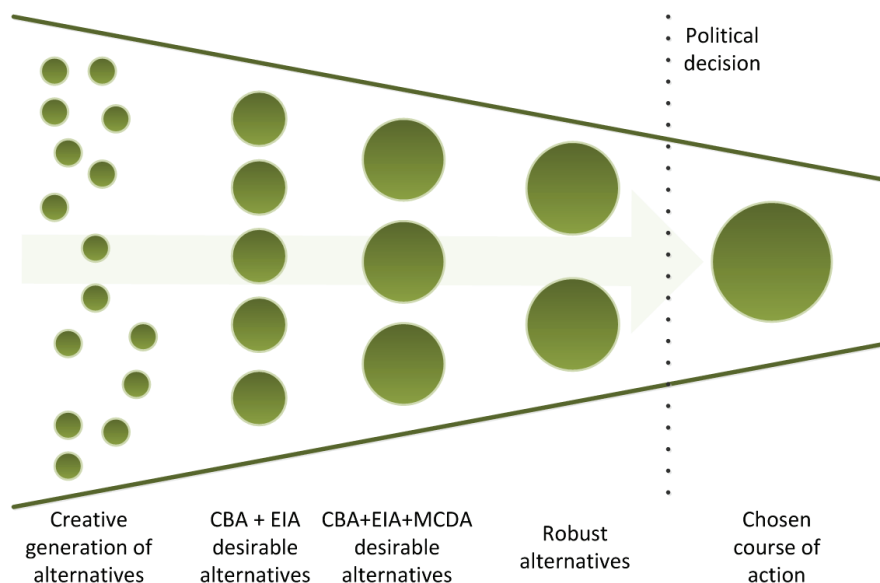 Political
decision
Creative
generation of
alternatives
CBA + EIA
desirable
alternatives
CBA+EIA+MCDA
desirable
alternatives
Robust
alternatives
Chosen
course of
action